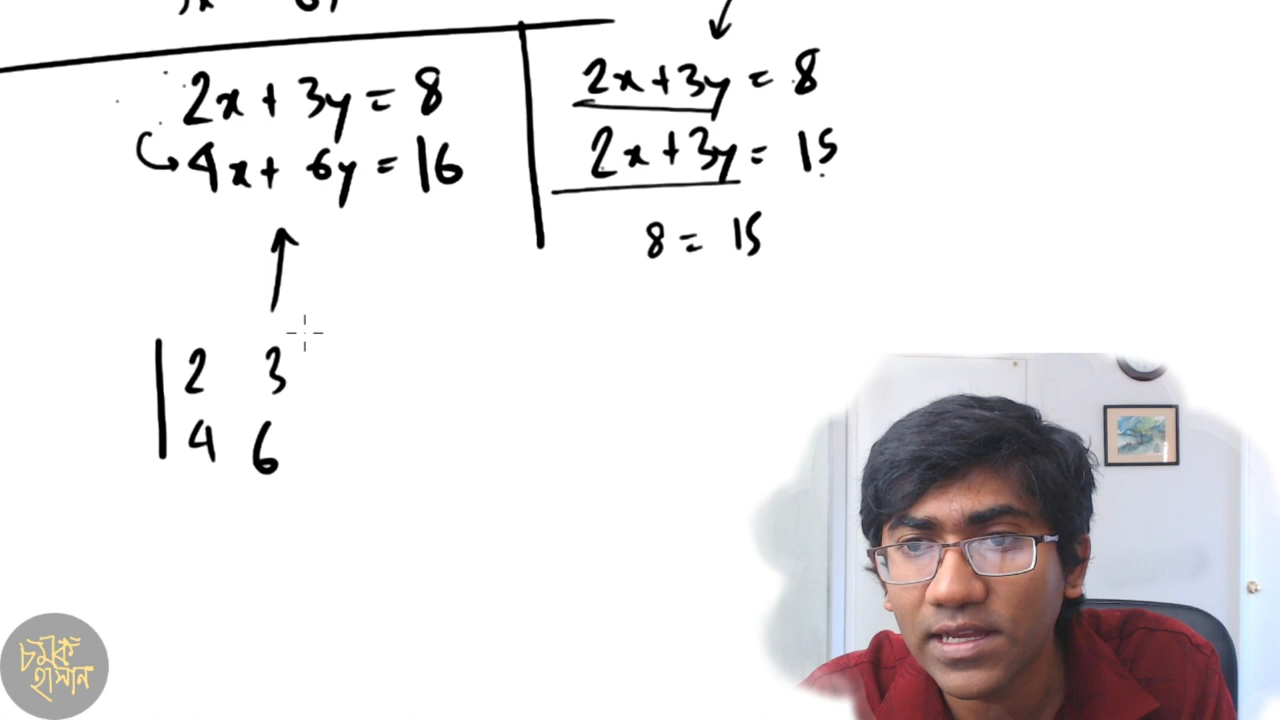 2x + 3y = 8
4x + 6y = 16
2 3
4 6
2x + 3y = 8
2x + 3y = 15
8 = 15
চমক
হাসান